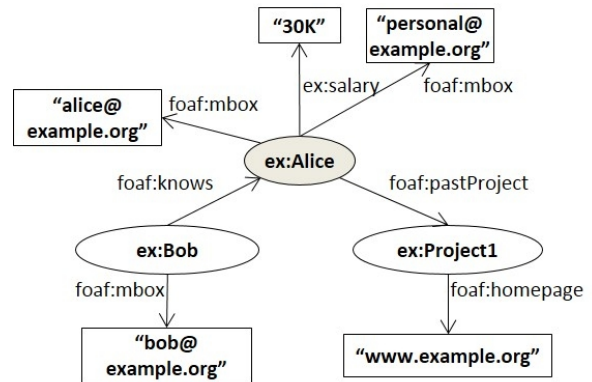 “30K”
“personal@
example.org”
ex:salary
foaf:mbox
“alice@
example.org”
foaf:mbox
ex:Alice
foaf:knows
foaf:pastProject
ex:Bob
ex:Project1
foaf:mbox
foaf:homepage
“bob@
example.org”
“www.example.org”